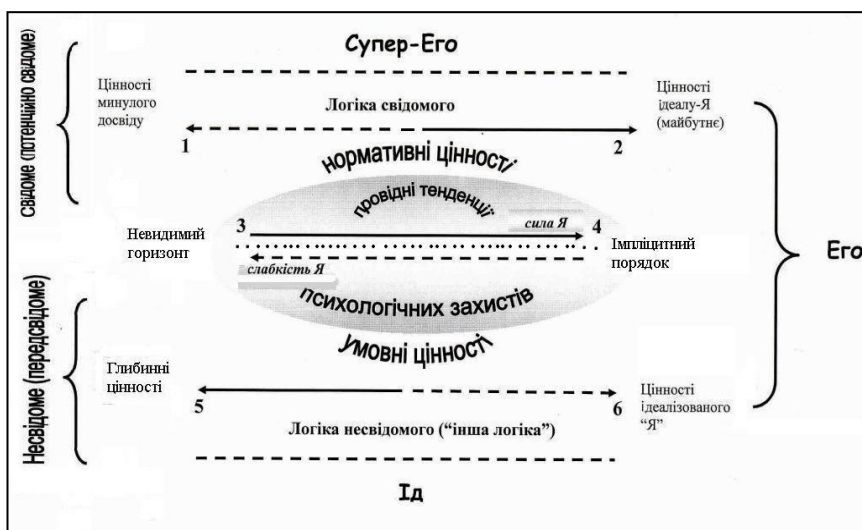 Супер-Его
Свідоме (потенційно свідоме)
Цінності
минулого
досвіду
Логіка свідомого
Цінності
ідеалу-Я
(майбутнє)
1
2
нормативні цінності
провідні тенденції
3
сила Я
4
Невидимий
горизонт
Імпліцитний
порядок
Его
слабкість Я
психологічних захистів
умовні цінності
Несвідоме (передсвідоме)
Глибинні
цінності
5
6
Цінності
ідеалізованого
“Я”
Логіка несвідомого (“інша логіка”)
Ід